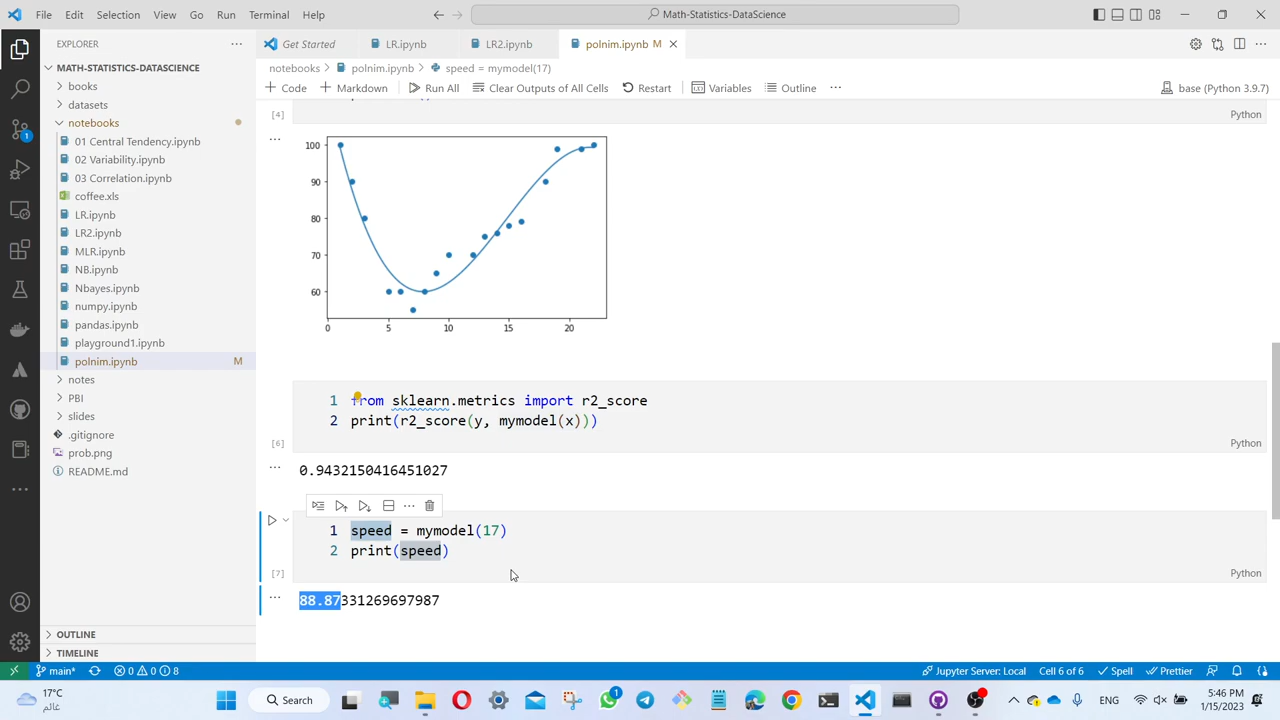 File Edit Selection View Go Run Terminal Help
Math-Statistics-DataScience
EXPLORER
MATH-STATISTICS-DATASCIENCE
books
datasets
notebooks
01 Central Tendency.ipynb
02 Variability.ipynb
03 Correlation.ipynb
coffee.xls
LR.ipynb
LR2.ipynb
MLR.ipynb
NB.ipynb
Nbayes.ipynb
numpy.ipynb
pandas.ipynb
playground1.ipynb
polnim.ipynb M
notes
PBI
slides
.gitignore
prob.png
README.md
OUTLINE
TIMELINE
Get Started LR.ipynb LR2.ipynb polnim.ipynb M
notebooks > polnim.ipynb > speed = mymodel(17)
+ Code + Markdown Run All Clear Outputs of All Cells Restart Variables Outline ... base (Python 3.9.7)
[4] Python
100
90
80
70
60
0 5 10 15 20
1 from sklearn.metrics import r2_score
2 print(r2_score(y, mymodel(x)))
[6] Python
0.9432150416451027
1 speed = mymodel(17)
2 print(speed)
[7] Python
88.87331269697987
1
main* 0 0 8 Jupyter Server: Local Cell 6 of 6 Spell Prettier
17°C
غائم
Search
1
ENG
5:46 PM
1/15/2023